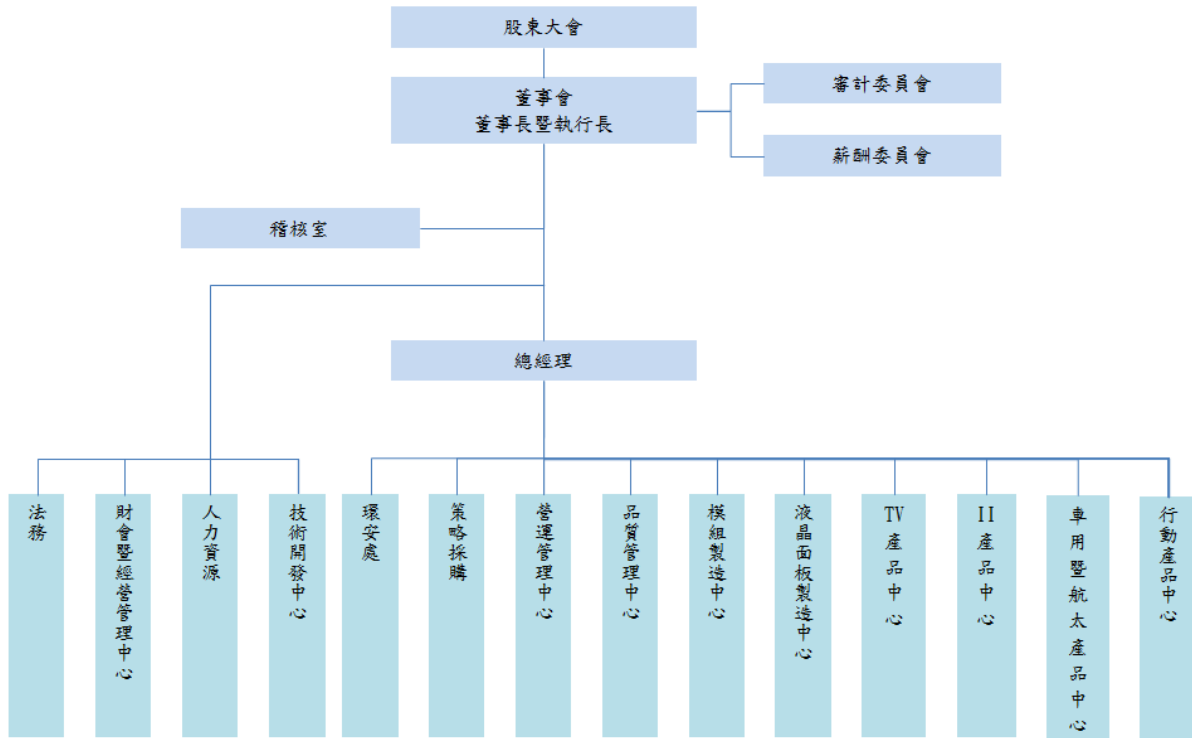 股東大會
董事會
董事長暨執行長
審計委員會
薪酬委員會
稽核室
總經理
法務
財會暨經營管理中心
人力資源
技術開發中心
環安處
策略採購
營運管理中心
品質管理中心
模組製造中心
液晶面板製造中心
TV產品中心
II產品中心
車用暨航太產品中心
行動產品中心